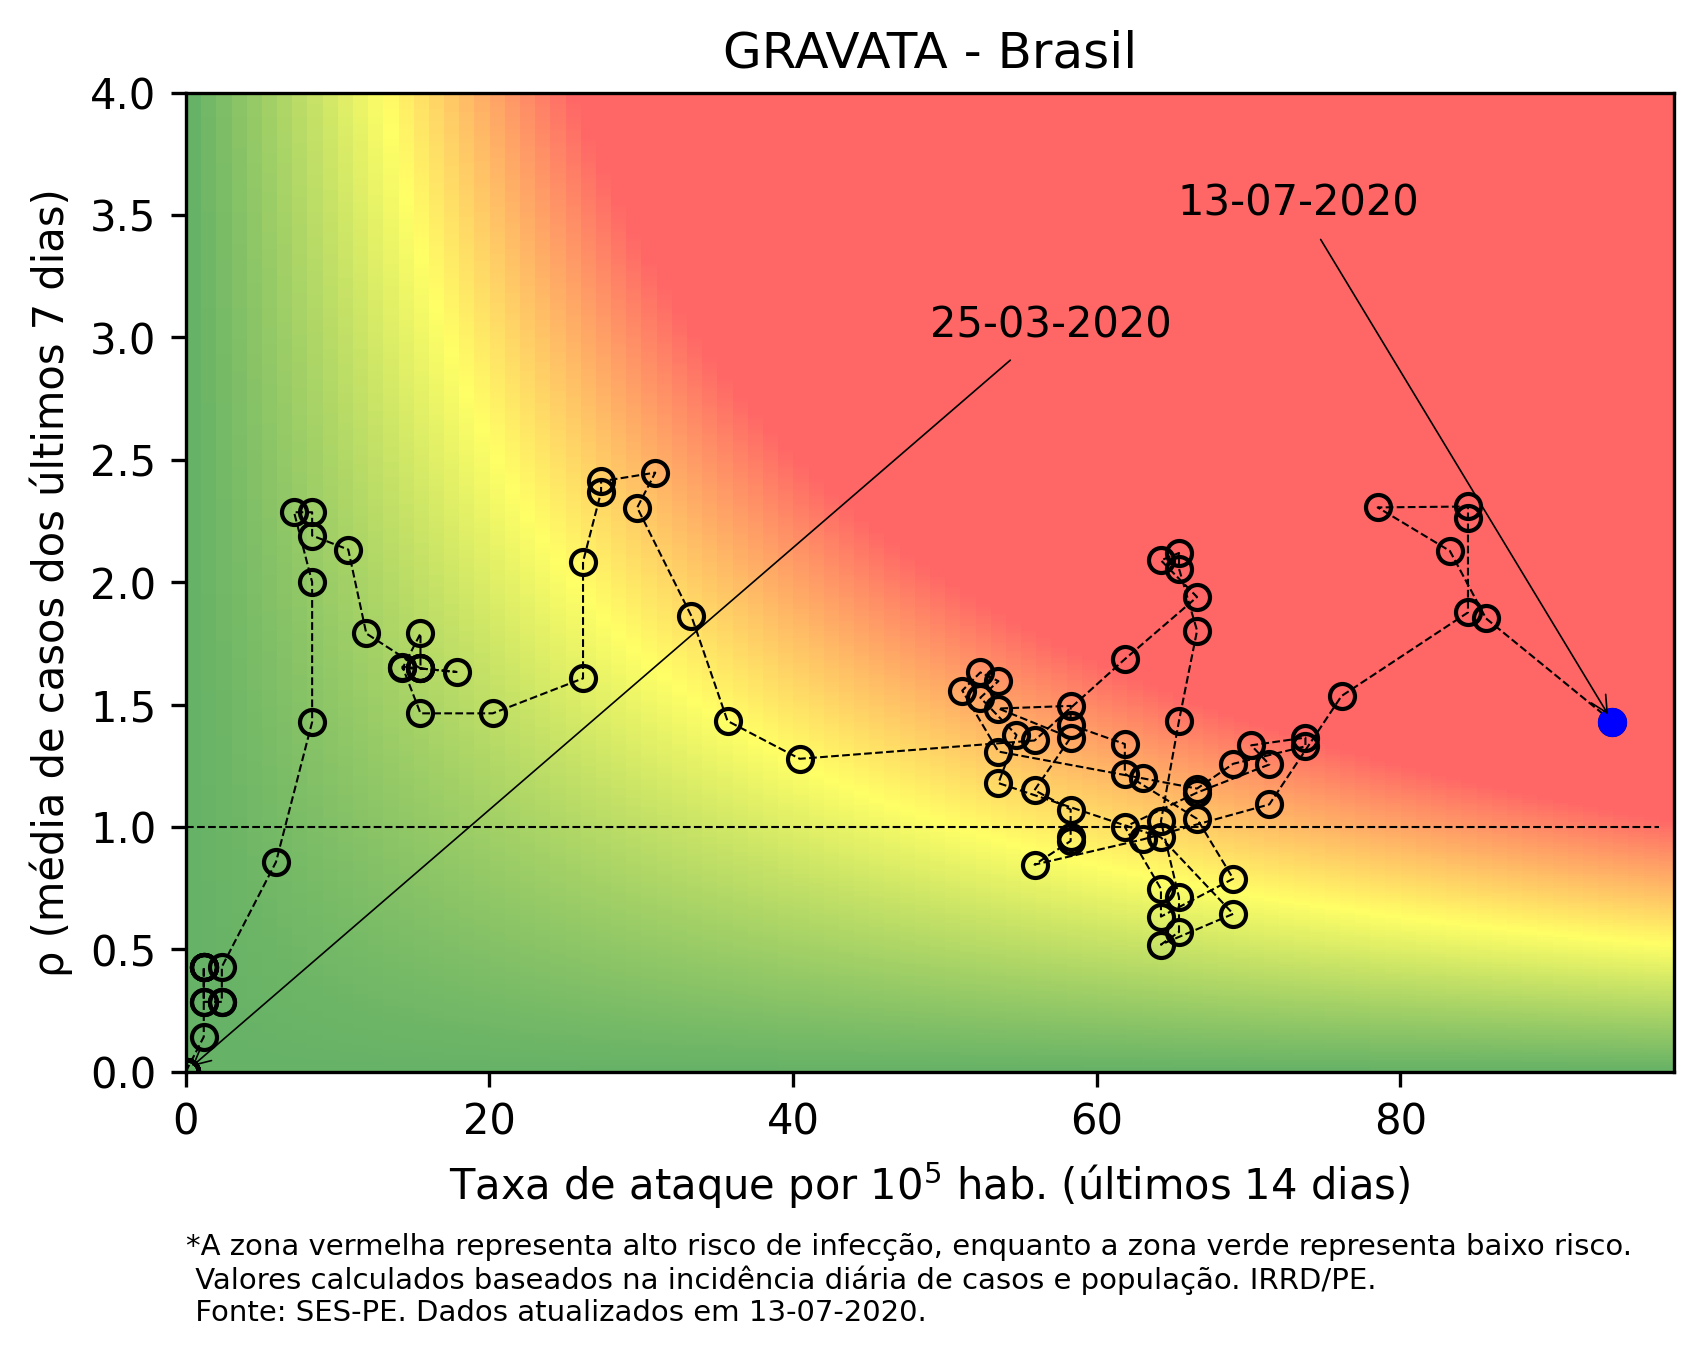 GRAVATA - Brasil
4.0
3.5
3.0
2.5
2.0
1.5
1.0
0.5
0.0
ρ (média de casos dos últimos 7 dias)
13-07-2020
25-03-2020
0 20 40 60 80
Taxa de ataque por 10⁵ hab. (últimos 14 dias)
*A zona vermelha representa alto risco de infecção, enquanto a zona verde representa baixo risco.
Valores calculados baseados na incidência diária de casos e população. IRRD/PE.
Fonte: SES-PE. Dados atualizados em 13-07-2020.